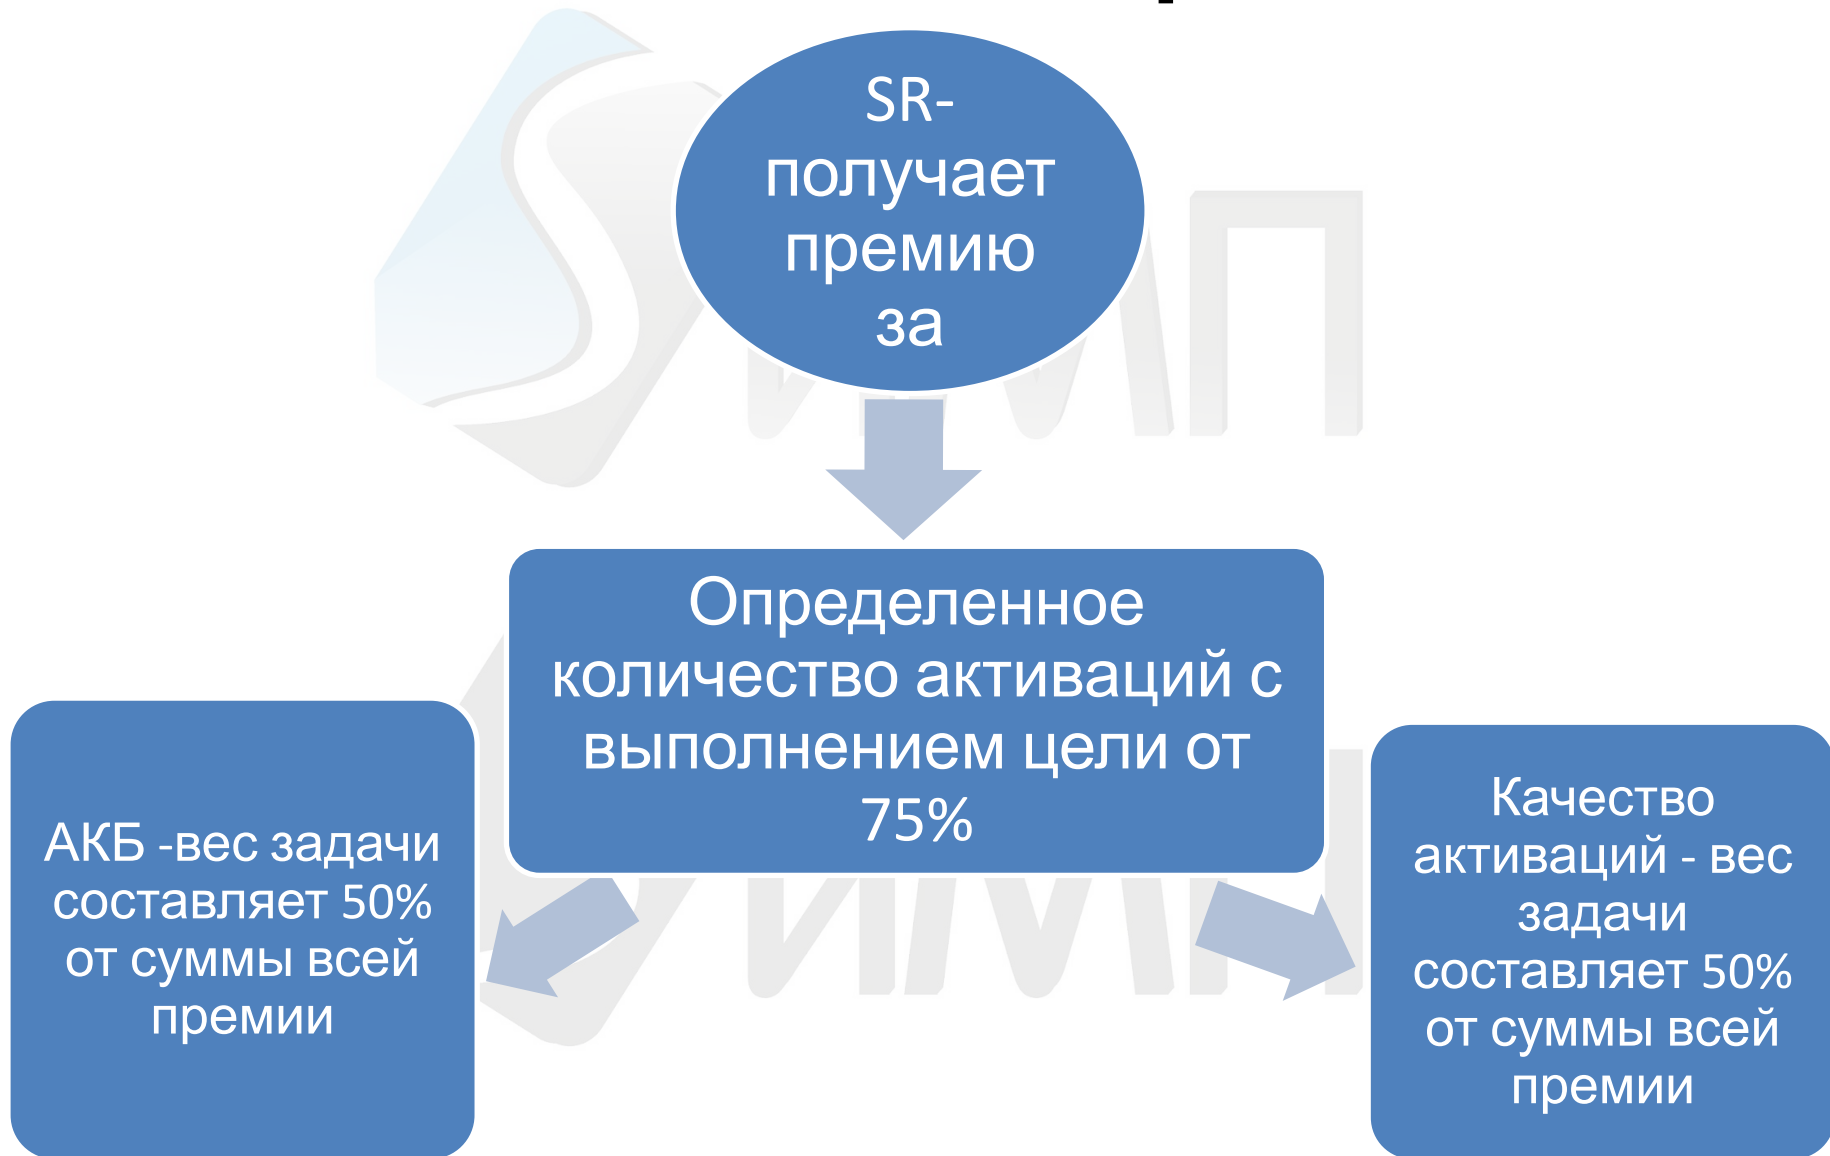 SR-
получает
премию
за
Определенное
количество активаций с
выполнением цели от
75%
АКБ -вес задачи
составляет 50%
от суммы всей
премии
Качество
активаций - вес
задачи
составляет 50%
от суммы всей
премии